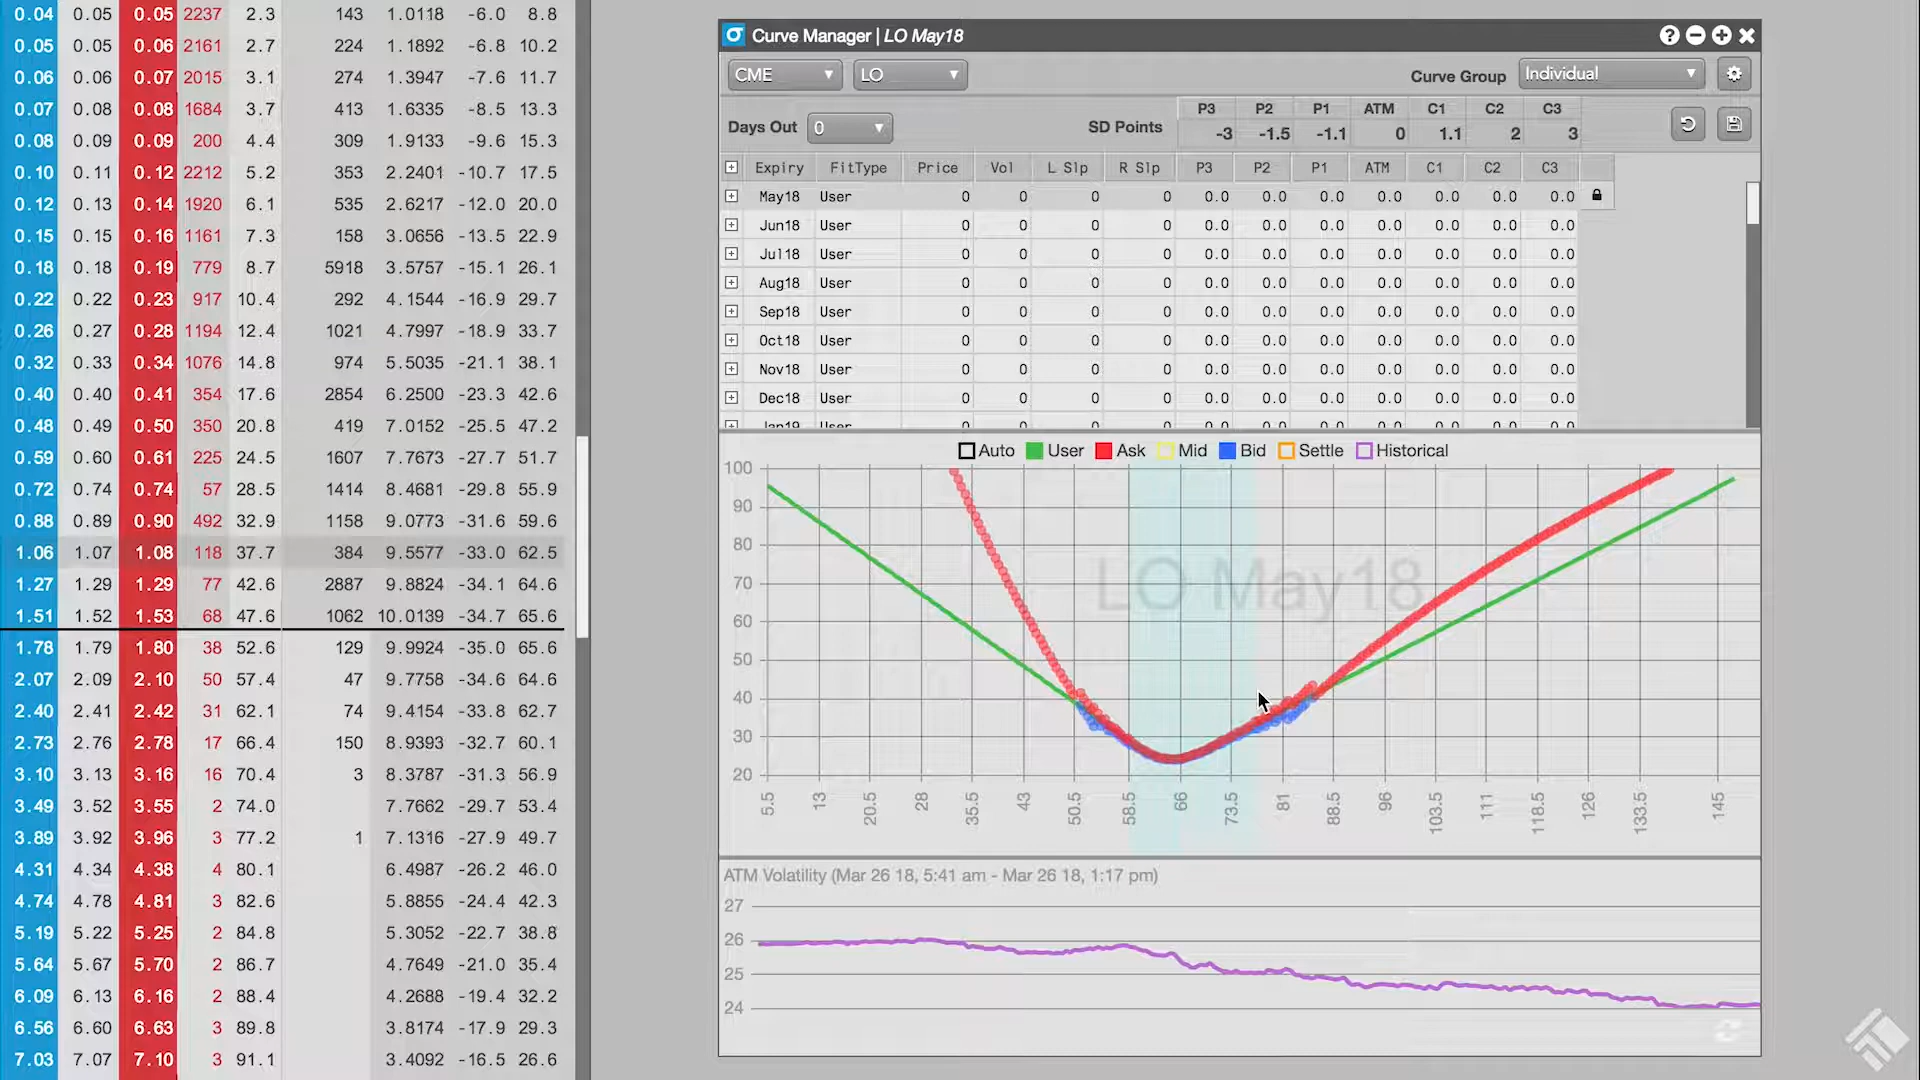 0.04 0.05 0.05 2237 2.3 143 1.0118 -6.0 8.8
0.05 0.05 0.06 2161 2.7 224 1.1892 -6.8 10.2
0.06 0.06 0.07 2015 3.1 274 1.3947 -7.6 11.7
0.07 0.08 0.08 1684 3.7 413 1.6335 -8.5 13.3
0.08 0.09 0.09 200 4.4 309 1.9133 -9.6 15.3
0.10 0.11 0.12 2212 5.2 353 2.2401 -10.7 17.5
0.12 0.13 0.14 1920 6.1 535 2.6217 -12.0 20.0
0.15 0.15 0.16 1161 7.3 158 3.0656 -13.5 22.9
0.18 0.18 0.19 779 8.7 5918 3.5757 -15.1 26.1
0.22 0.22 0.23 917 10.4 292 4.1544 -16.9 29.7
0.26 0.27 0.28 1194 12.4 1021 4.7997 -18.9 33.7
0.32 0.33 0.34 1076 14.8 974 5.5035 -21.1 38.1
0.40 0.40 0.41 354 17.6 2854 6.2500 -23.3 42.6
0.48 0.49 0.50 350 20.8 419 7.0152 -25.5 47.2
0.59 0.60 0.61 225 24.5 1607 7.7673 -27.7 51.7
0.72 0.74 0.74 57 28.5 1414 8.4681 -29.8 55.9
0.88 0.89 0.90 492 32.9 1158 9.0773 -31.6 59.6
1.06 1.07 1.08 118 37.7 384 9.5577 -33.0 62.5
1.27 1.29 1.29 77 42.6 2887 9.8824 -34.1 64.6
1.51 1.52 1.53 68 47.6 1062 10.0139 -34.7 65.6
1.78 1.79 1.80 38 52.6 129 9.9924 -35.0 65.6
2.07 2.09 2.10 50 57.4 47 9.7758 -34.6 64.6
2.40 2.41 2.42 31 62.1 74 9.4154 -33.8 62.7
2.73 2.76 2.78 17 66.4 150 8.9393 -32.7 60.1
3.10 3.13 3.16 16 70.4 3 8.3787 -31.3 56.9
3.49 3.52 3.55 2 74.0 7.7662 -29.7 53.4
3.89 3.92 3.96 3 77.2 1 7.1316 -27.9 49.7
4.31 4.34 4.38 4 80.1 6.4987 -26.2 46.0
4.74 4.78 4.81 3 82.6 5.8855 -24.4 42.3
5.19 5.22 5.25 2 84.8 5.3052 -22.7 38.8
5.64 5.67 5.70 2 86.7 4.7649 -21.0 35.4
6.09 6.13 6.16 2 88.4 4.2688 -19.4 32.2
6.56 6.60 6.63 3 89.8 3.8174 -17.9 29.3
7.03 7.07 7.10 3 91.1 3.4092 -16.5 26.6
Curve Manager | LO May18
CME LO Curve Group Individual
P3 P2 P1 ATM C1 C2 C3
Days Out 0 SD Points -3 -1.5 -1.1 0 1.1 2 3
Expiry FitType Price Vol L Slp R Slp P3 P2 P1 ATM C1 C2 C3
May18 User 0 0 0 0 0.0 0.0 0.0 0.0 0.0 0.0 0.0
Jun18 User 0 0 0 0 0.0 0.0 0.0 0.0 0.0 0.0 0.0
Jul18 User 0 0 0 0 0.0 0.0 0.0 0.0 0.0 0.0 0.0
Aug18 User 0 0 0 0 0.0 0.0 0.0 0.0 0.0 0.0 0.0
Sep18 User 0 0 0 0 0.0 0.0 0.0 0.0 0.0 0.0 0.0
Oct18 User 0 0 0 0 0.0 0.0 0.0 0.0 0.0 0.0 0.0
Nov18 User 0 0 0 0 0.0 0.0 0.0 0.0 0.0 0.0 0.0
Dec18 User 0 0 0 0 0.0 0.0 0.0 0.0 0.0 0.0 0.0
Auto User Ask Mid Bid Settle Historical
100
90
80
70
60
50
40
30
20
LO May18
5.5 13 20.5 28 35.5 43 50.5 58.5 66 73.5 81 88.5 96 103.5 111 118.5 126 133.5 145
ATM Volatility (Mar 26 18, 5:41 am - Mar 26 18, 1:17 pm)
27
26
25
24